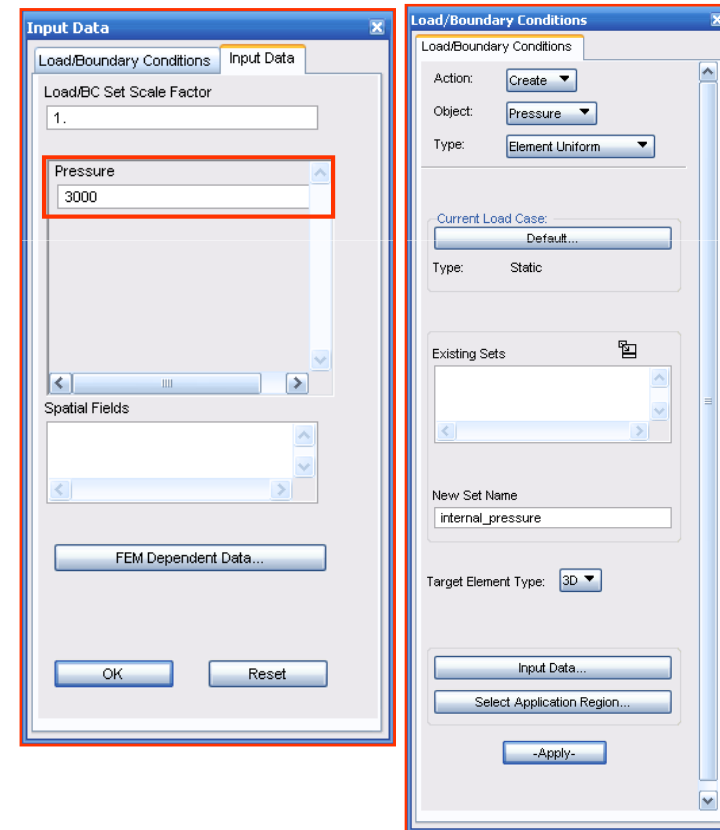 Input Data
Load/Boundary Conditions
Input Data
Load/BC Set Scale Factor
1.
Pressure
3000
Spatial Fields
FEM Dependent Data...
OK
Reset
Load/Boundary Conditions
Load/Boundary Conditions
Action:
Create
Object:
Pressure
Type:
Element Uniform
Current Load Case:
Default...
Type:
Static
Existing Sets
New Set Name
internal_pressure
Target Element Type:
3D
Input Data...
Select Application Region...
-Apply-